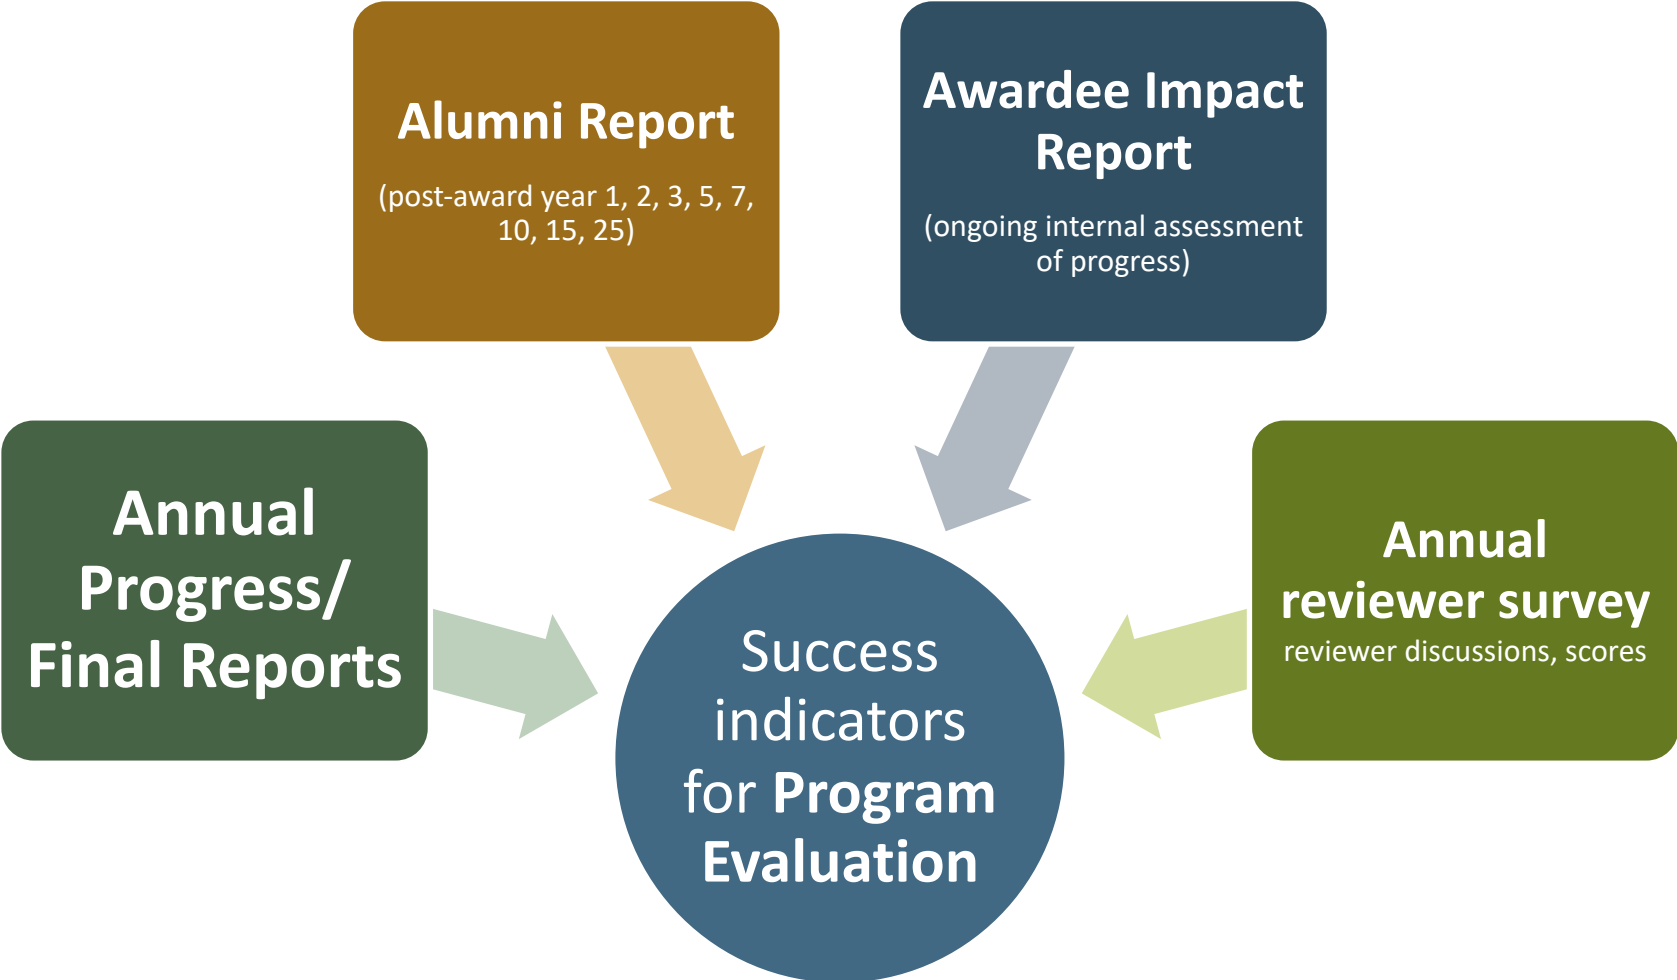 Alumni Report
(post-award year 1, 2, 3, 5, 7,
10, 15, 25)
Awardee Impact
Report
(ongoing internal assessment
of progress)
Annual
Progress/
Final Reports
Annual
reviewer survey
reviewer discussions, scores
Success
indicators
for Program
Evaluation